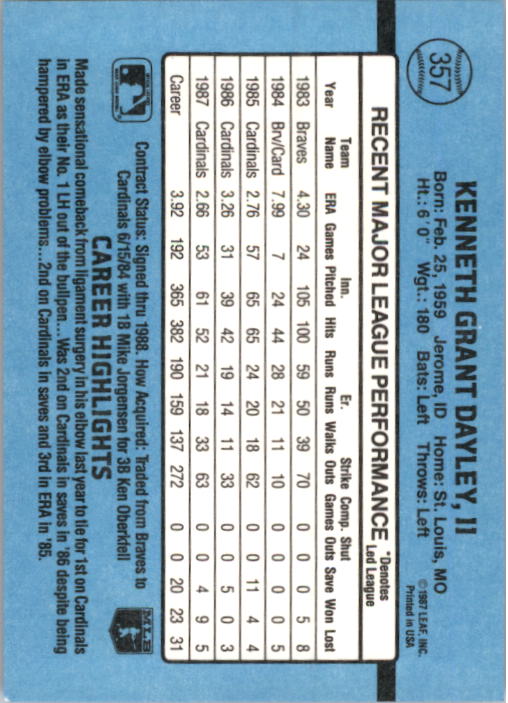 357
KENNETH GRANT DAYLEY, II
Born: Feb. 25, 1959 Jerome, ID Home: St. Louis, MO
Ht.: 6'0" Wgt.: 180 Bats: Left Throws: Left
©1987 LEAF, INC.
Printed in USA
RECENT MAJOR LEAGUE PERFORMANCE *Denotes Led League
Year Team Name ERA Games Inn. Pitched Hits Runs Er. Runs Walks Strike Outs Comp. Games Shut Outs Save Won Lost
1983 Braves 4.30 24 105 100 59 50 39 70 0 0 0 5 8
1984 Brv/Card 7.99 7 24 44 28 21 11 10 0 0 0 0 5
1985 Cardinals 2.76 57 65 65 24 20 18 62 0 0 11 4 4
1986 Cardinals 3.26 31 39 42 19 14 11 33 0 0 5 0 3
1987 Cardinals 2.66 53 61 52 21 18 33 63 0 0 4 9 5
Career 3.92 192 365 382 190 159 137 272 0 0 20 23 31
Contract Status: Signed thru 1988. How Acquired: Traded from Braves to
Cardinals 6/15/84 with 1B Mike Jorgensen for 3B Ken Oberkfell
MLB
CAREER HIGHLIGHTS
Made sensational comeback from ligament surgery in his elbow last year to tie for 1st on Cardinals
in ERA as their No. 1 LH out of the bullpen... Was 2nd on Cardinals in saves in '86 despite being
hampered by elbow problems... 2nd on Cardinals in saves and 3rd in ERA in '85.